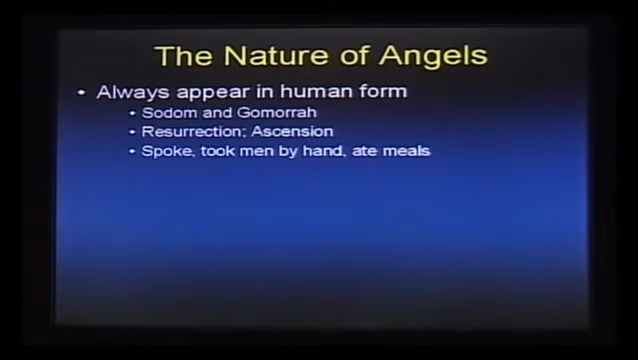 The Nature of Angels
• Always appear in human form
• Sodom and Gomorrah
• Resurrection; Ascension
• Spoke, took men by hand, ate meals